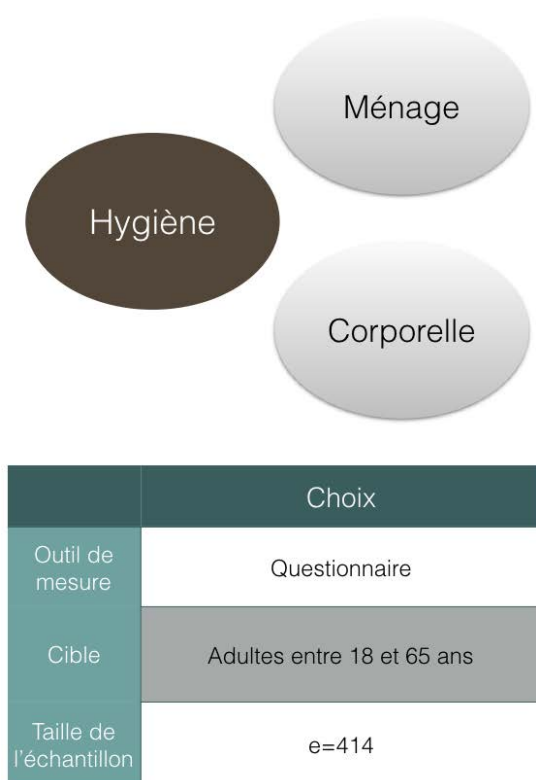 Ménage
Hygiène
Corporelle
Choix
Outil de
mesure
Questionnaire
Cible
Adultes entre 18 et 65 ans
Taille de
l'échantillon
e=414